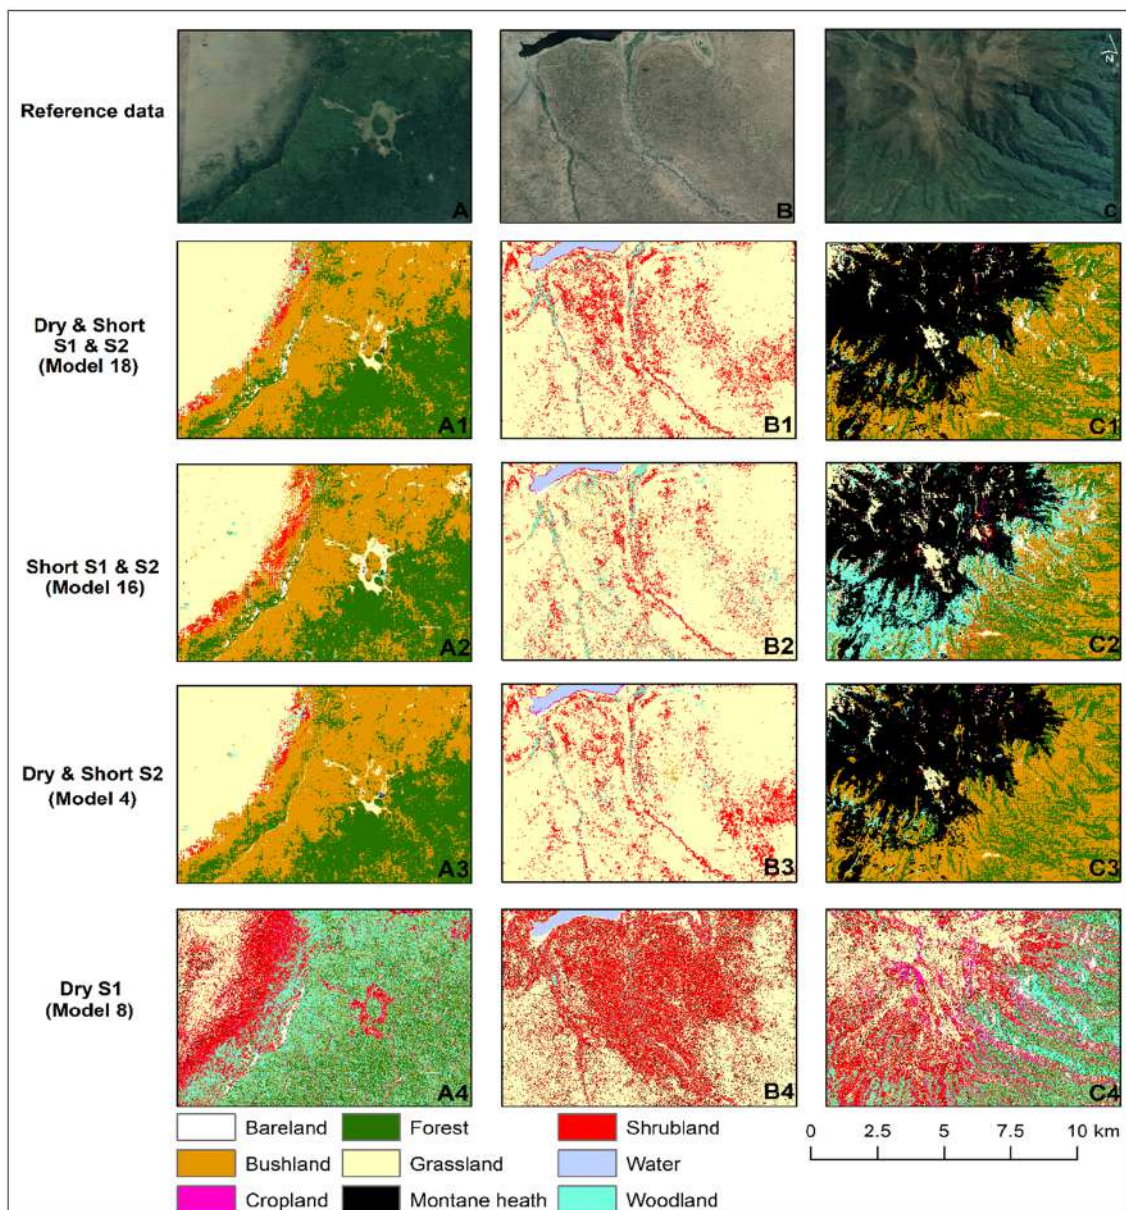 Reference data
A
B
C
N
Dry & Short
S1 & S2
(Model 18)
A1
B1
C1
Short S1 & S2
(Model 16)
A2
B2
C2
Dry & Short S2
(Model 4)
A3
B3
C3
Dry S1
(Model 8)
A4
B4
C4
Bareland
Forest
Shrubland
0 2.5 5 7.5 10 km
Bushland
Grassland
Water
Cropland
Montane heath
Woodland